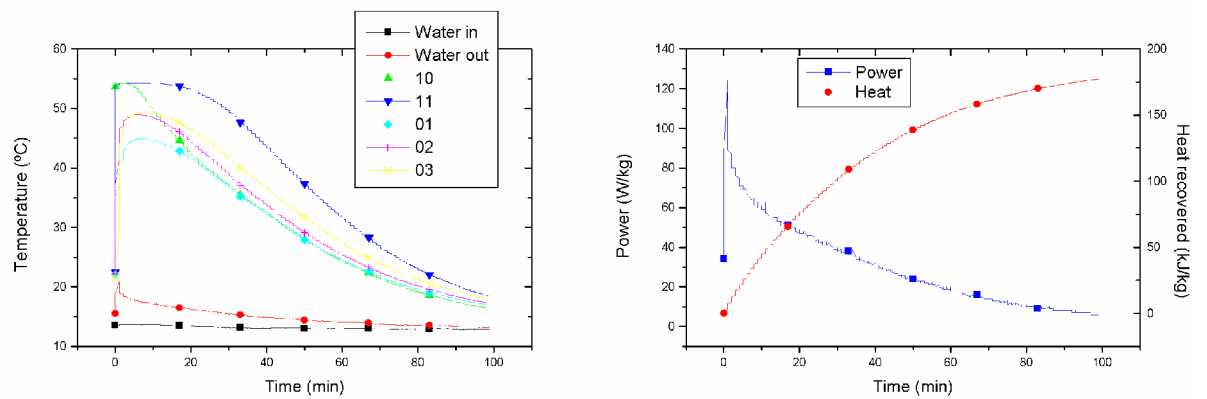 Water in
Water out
10
11
01
02
03
60
50
40
30
20
10
Temperature (ºC)
0 20 40 60 80 100
Time (min)
Power
Heat
140
120
100
80
60
40
20
0
Power (W/kg)
200
150
100
50
0
Heat recovered (kJ/kg)
0 20 40 60 80 100
Time (min)